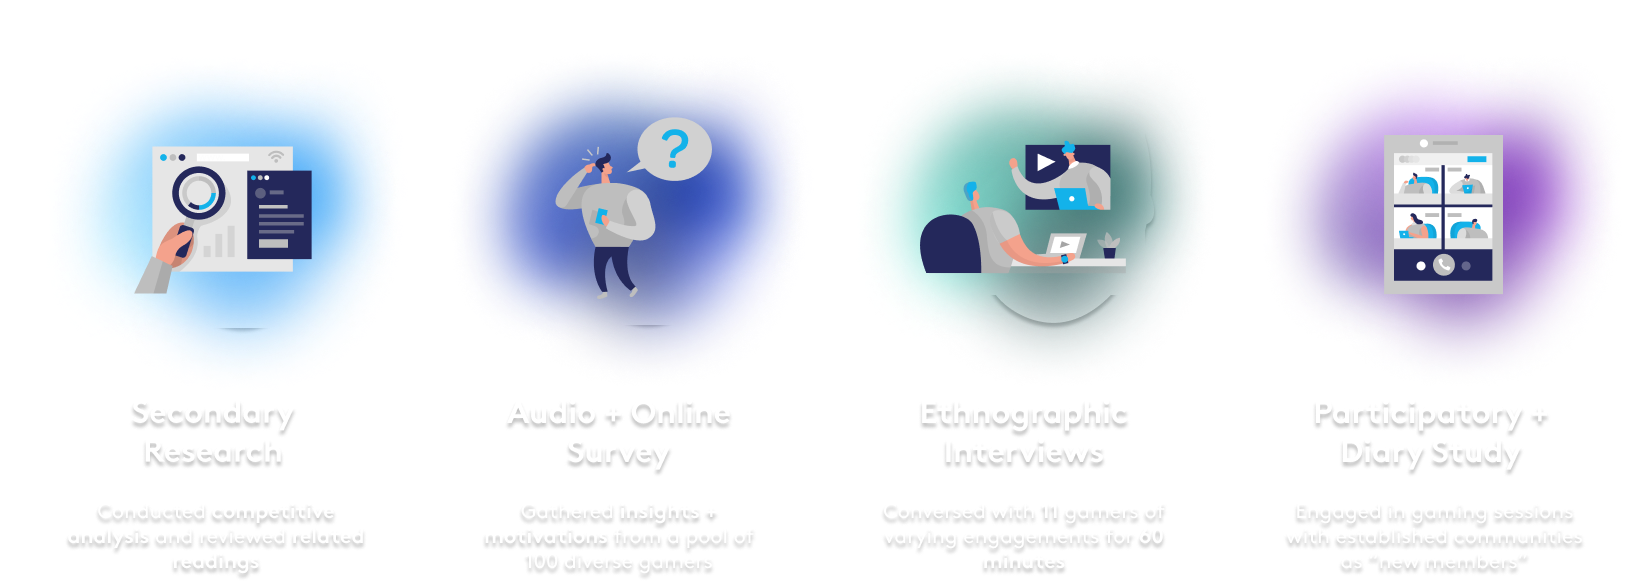 ?
Secondary
Research
Conducted competitive
analysis and reviewed related
readings
Audio + Online
Survey
Gathered insights +
motivations from a pool of
100 diverse gamers
Ethnographic
Interviews
Conversed with 11 gamers of
varying engagements for 60
minutes
Participatory +
Diary Study
Engaged in gaming sessions
with established communities
as "new members"